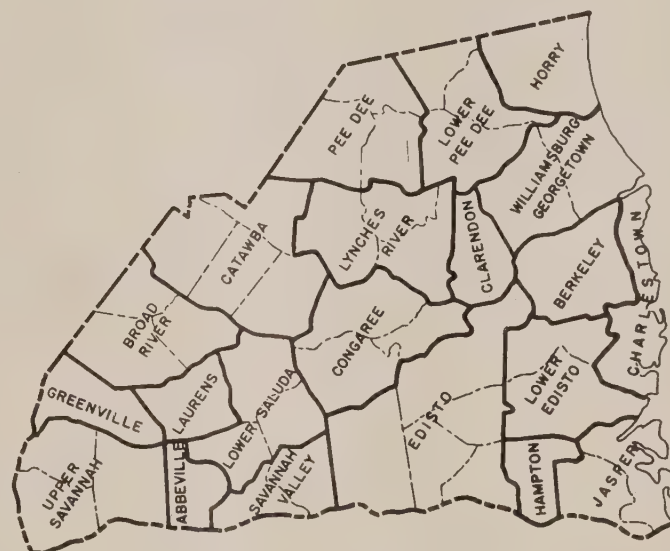 HORRY
PEE DEE
LOWER
PEE DEE
WILLIAMSBURG
GEORGETOWN
CATAWBA
LYNCHES
RIVER
CLARENDON
BERKELEY
CHARLESTOWN
BROAD
RIVER
CONGAREE
GREENVILLE
LAURENS
LOWER SALUDA
EDISTO
LOWER
EDISTO
UPPER
SAVANNAH
ABBEVILLE
SAVANNAH
VALLEY
HAMPTON
JASPER